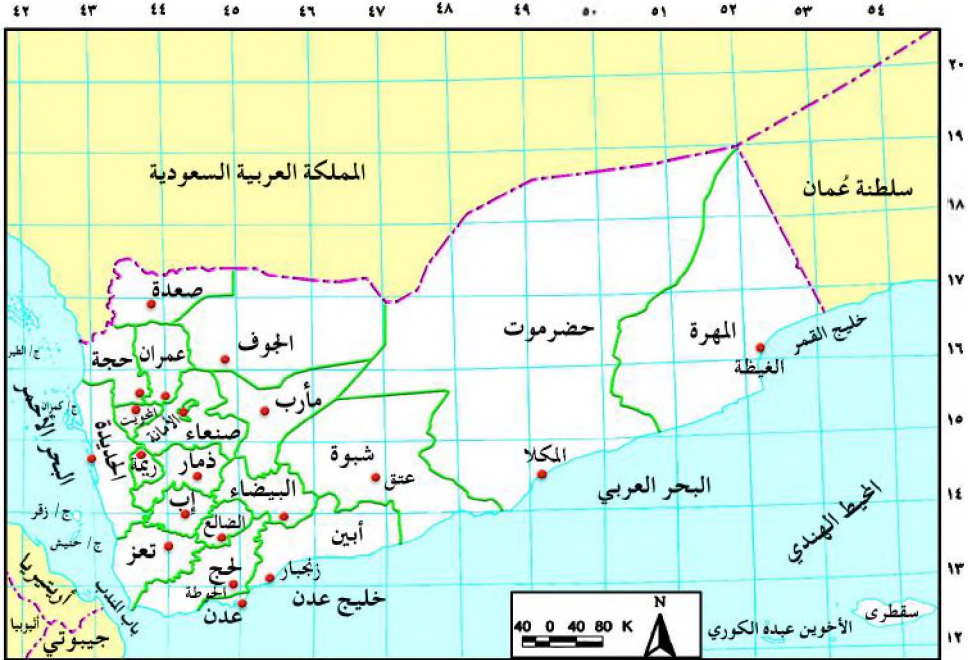 ٤٢ ٤٣ ٤٤ ٤٥ ٤٦ ٤٧ ٤٨ ٤٩ ٥٠ ٥١ ٥٢ ٥٣ ٥٤
٢٠
١٩
المملكة العربية السعودية
سلطنة عُمان
١٨
١٧
صعدة
خليج القمر
حضرموت
المهرة
الجوف
عمران
حجة
١٦
الغيظة
مأرب
ج/ كمران
المحويت
الأمانة
صنعاء
الحديدة
البحر الأحمر
١٥
شبوة
المكلا
ريمة
ذمار
عتق
البيضاء
البحر العربي
المحيط الهندي
١٤
إب
ج/ زقر
الضالع
أبين
تعز
ج/ حنيش
لحج
زنجبار
١٣
الحوطة
خليج عدن
عدن
باب المندب
أريتيريا
أثيوبيا
جيبوتي
سقطرى
الأخوين عبده الكوري
١٢
N
40 0 40 80 K